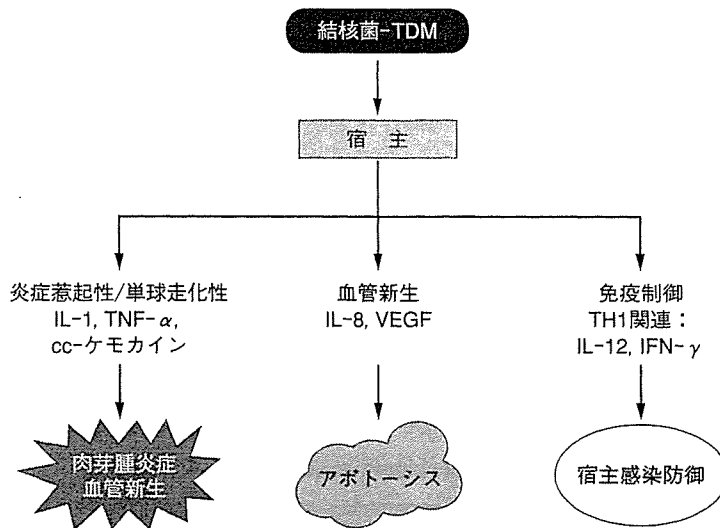 結核菌-TDM
宿 主
炎症惹起性/単球走化性
IL-1, TNF-α,
cc-ケモカイン
血管新生
IL-8, VEGF
免疫制御
TH1関連：
IL-12, IFN-γ
肉芽腫炎症
血管新生
アポトーシス
宿主感染防御